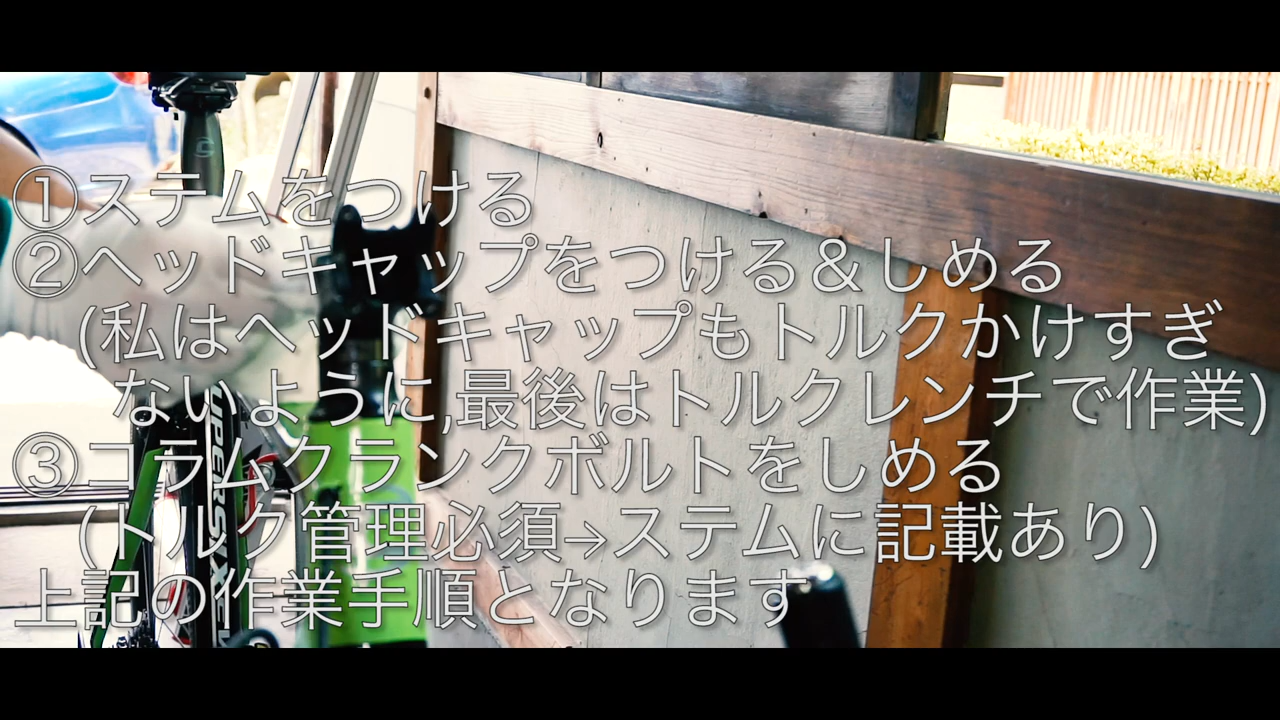 ①ステムをつける
②ヘッドキャップをつける＆しめる
(私はヘッドキャップもトルクかけすぎ
ないように,最後はトルクレンチで作業)
③コラムクランクボルトをしめる
(トルク管理必須→ステムに記載あり)
上記の作業手順となります
SUPERSIX